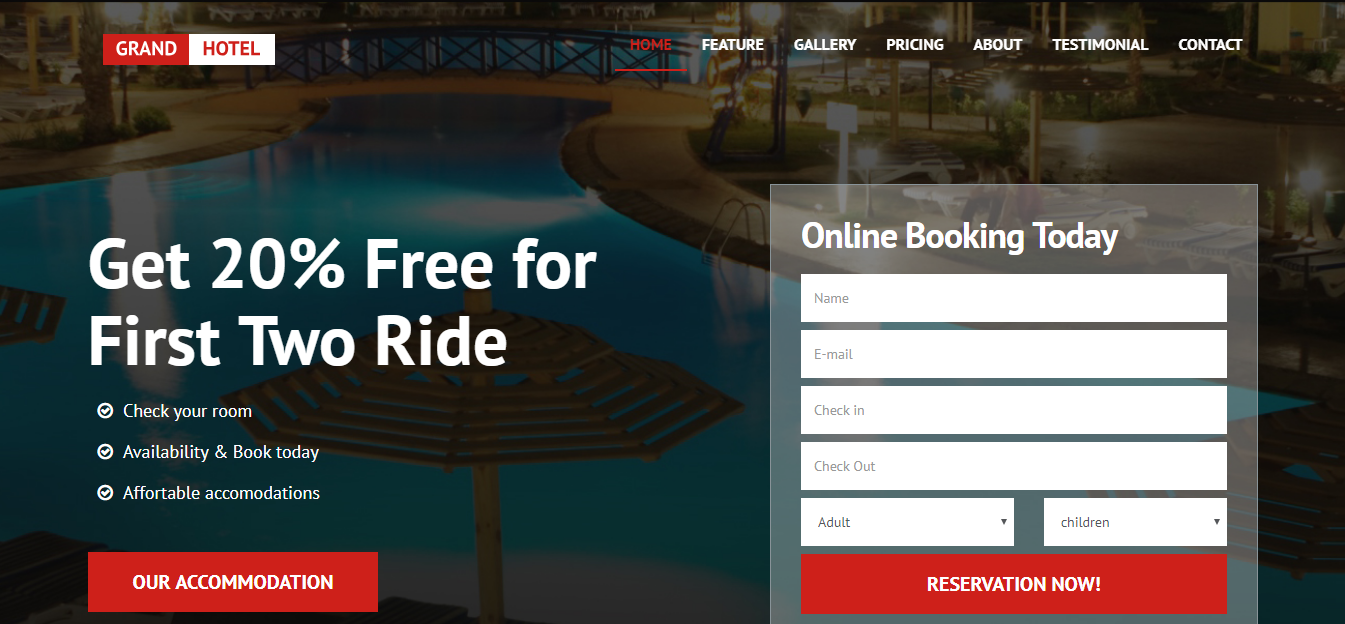 GRAND HOTEL
HOME FEATURE GALLERY PRICING ABOUT TESTIMONIAL CONTACT
Get 20% Free for
First Two Ride
Check your room
Availability & Book today
Affortable accomodations
OUR ACCOMMODATION
Online Booking Today
Name
E-mail
Check in
Check Out
Adult
children
RESERVATION NOW!